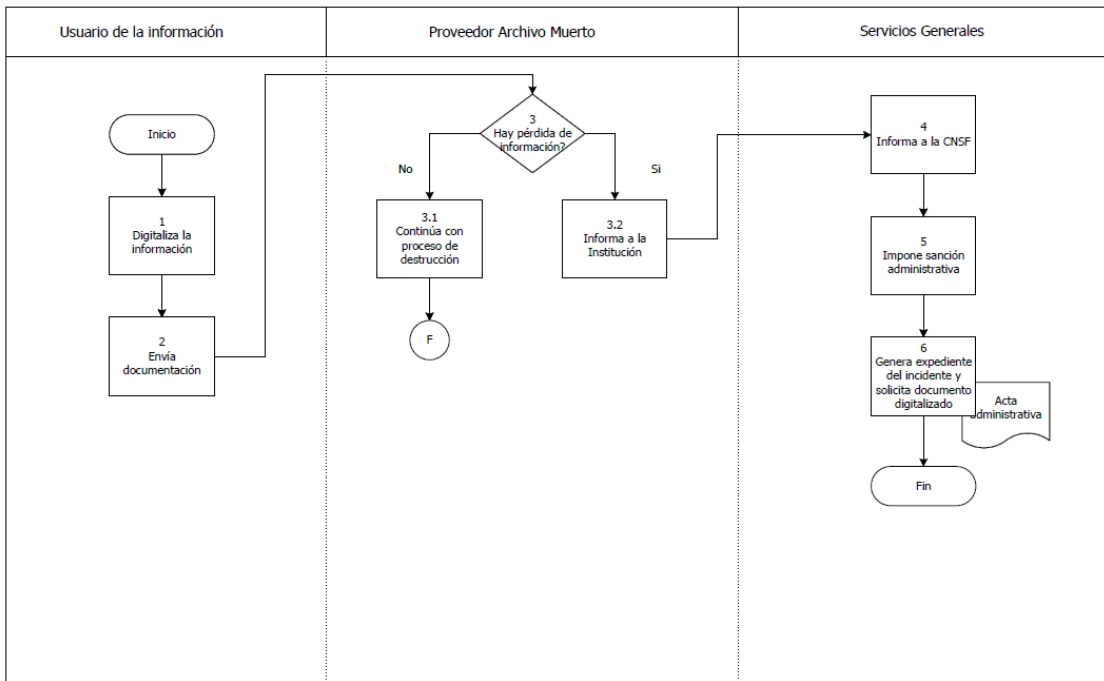 Usuario de la información
Proveedor Archivo Muerto
Servicios Generales
Inicio
1
Digitaliza la
información
2
Envía
documentación
3
Hay pérdida de
información?
No
Si
3.1
Continúa con
proceso de
destrucción
F
3.2
Informa a la
Institución
4
Informa a la CNSF
5
Impone sanción
administrativa
6
Genera expediente
del incidente y
solicita documento
digitalizado
Acta
administrativa
Fin